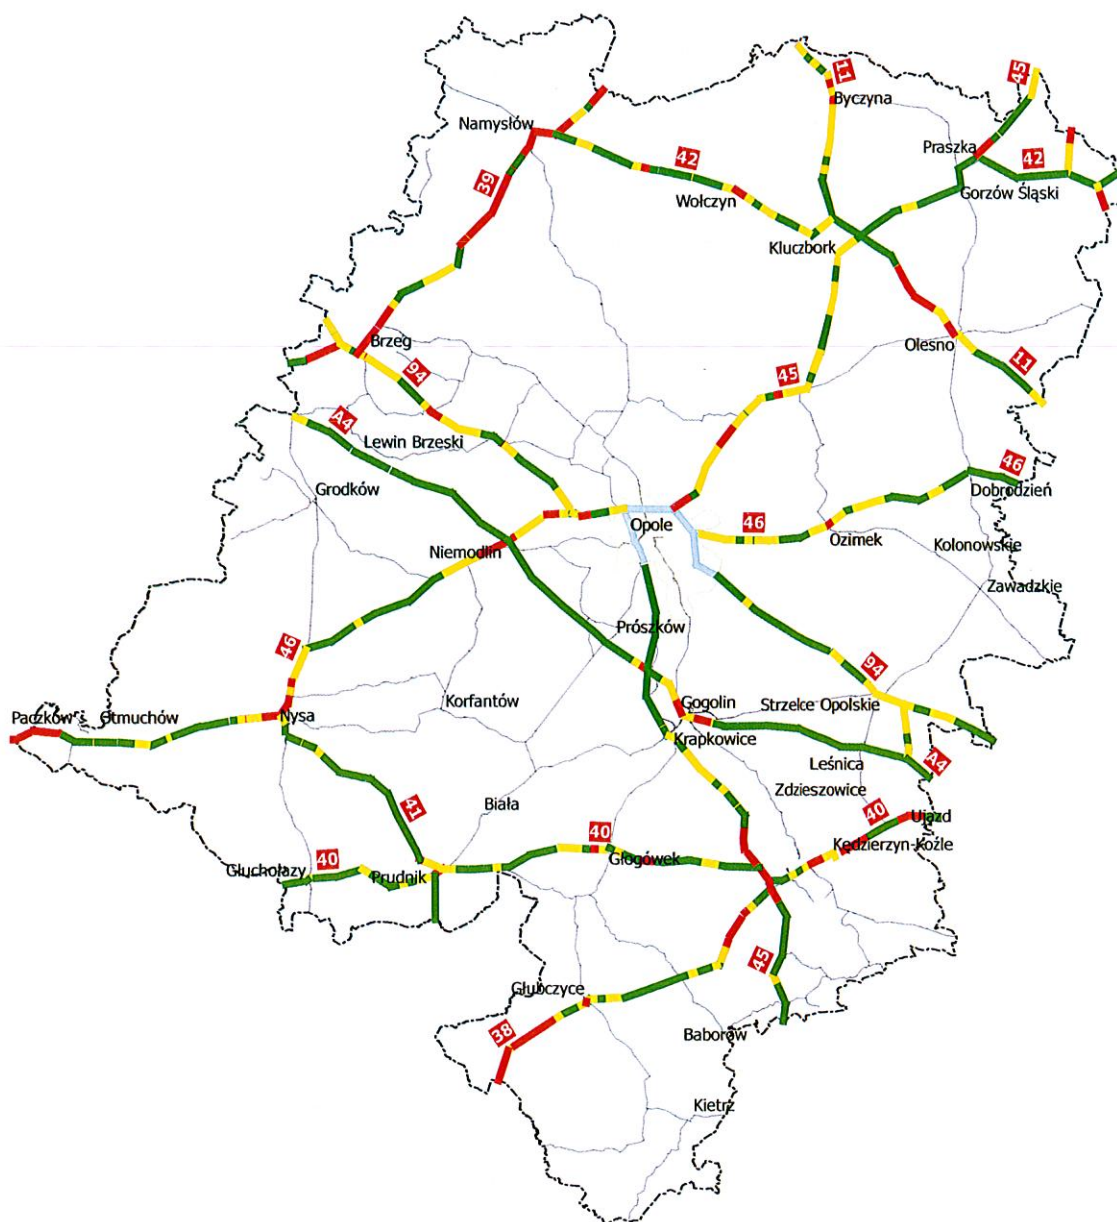 45
11
Byczyna
Namysłów
Praszka
42
42
39
Gorzów Śląski
Wołczyn
Kluczbork
Brzeg
Olesno
94
11
45
A4
Lewin Brzeski
46
Grodków
Dobrodzień
Opole
46
Ozimek
Kolonowskie
Niemodlin
Zawadzkie
Prószków
46
94
Korfantów
Gogolin
Strzelce Opolskie
Paczków
Otmuchów
Nysa
Krapkowice
Leśnica
A4
Zdzieszowice
Biała
41
40
Ujazd
40
Kędzierzyn-Koźle
Głogówek
40
Głuchołazy
Prudnik
45
Głubczyce
38
Baborów
Kietrz